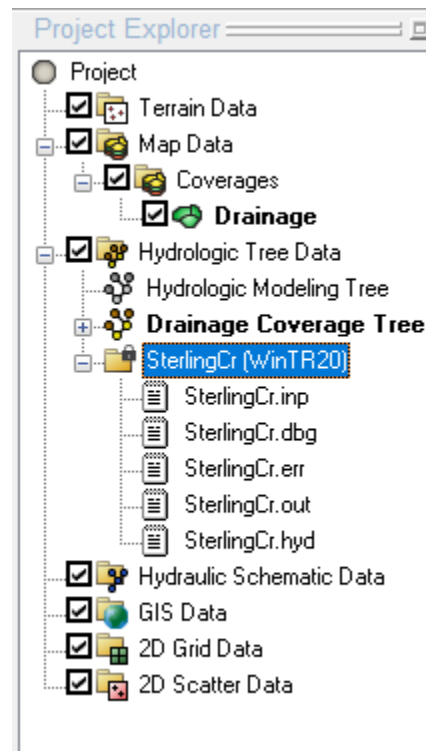 Project Explorer
Project
Terrain Data
Map Data
Coverages
Drainage
Hydrologic Tree Data
Hydrologic Modeling Tree
Drainage Coverage Tree
SterlingCr (WinTR20)
SterlingCr.inp
SterlingCr.dbg
SterlingCr.err
SterlingCr.out
SterlingCr.hyd
Hydraulic Schematic Data
GIS Data
2D Grid Data
2D Scatter Data